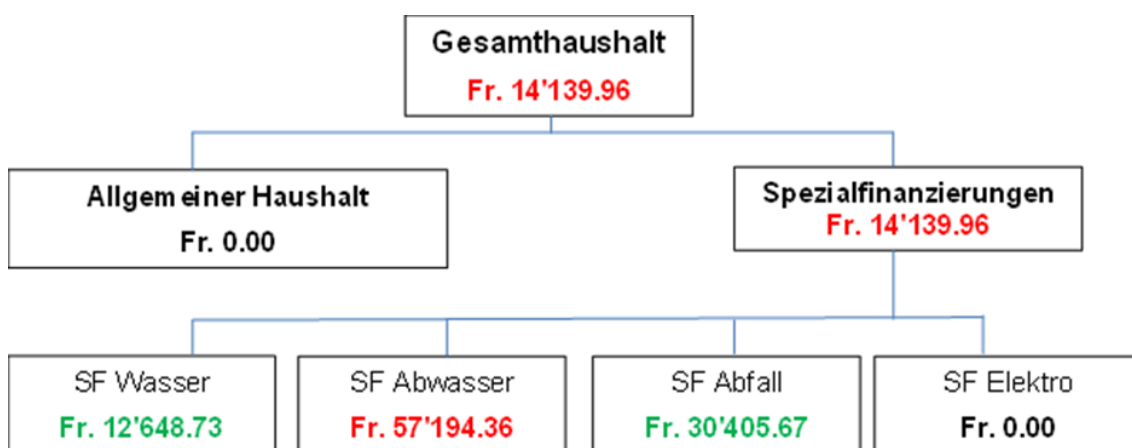 Gesamthaushalt
Fr. 14'139.96
Allgemeiner Haushalt
Fr. 0.00
Spezialfinanzierungen
Fr. 14'139.96
SF Wasser
Fr. 12'648.73
SF Abwasser
Fr. 57'194.36
SF Abfall
Fr. 30'405.67
SF Elektro
Fr. 0.00